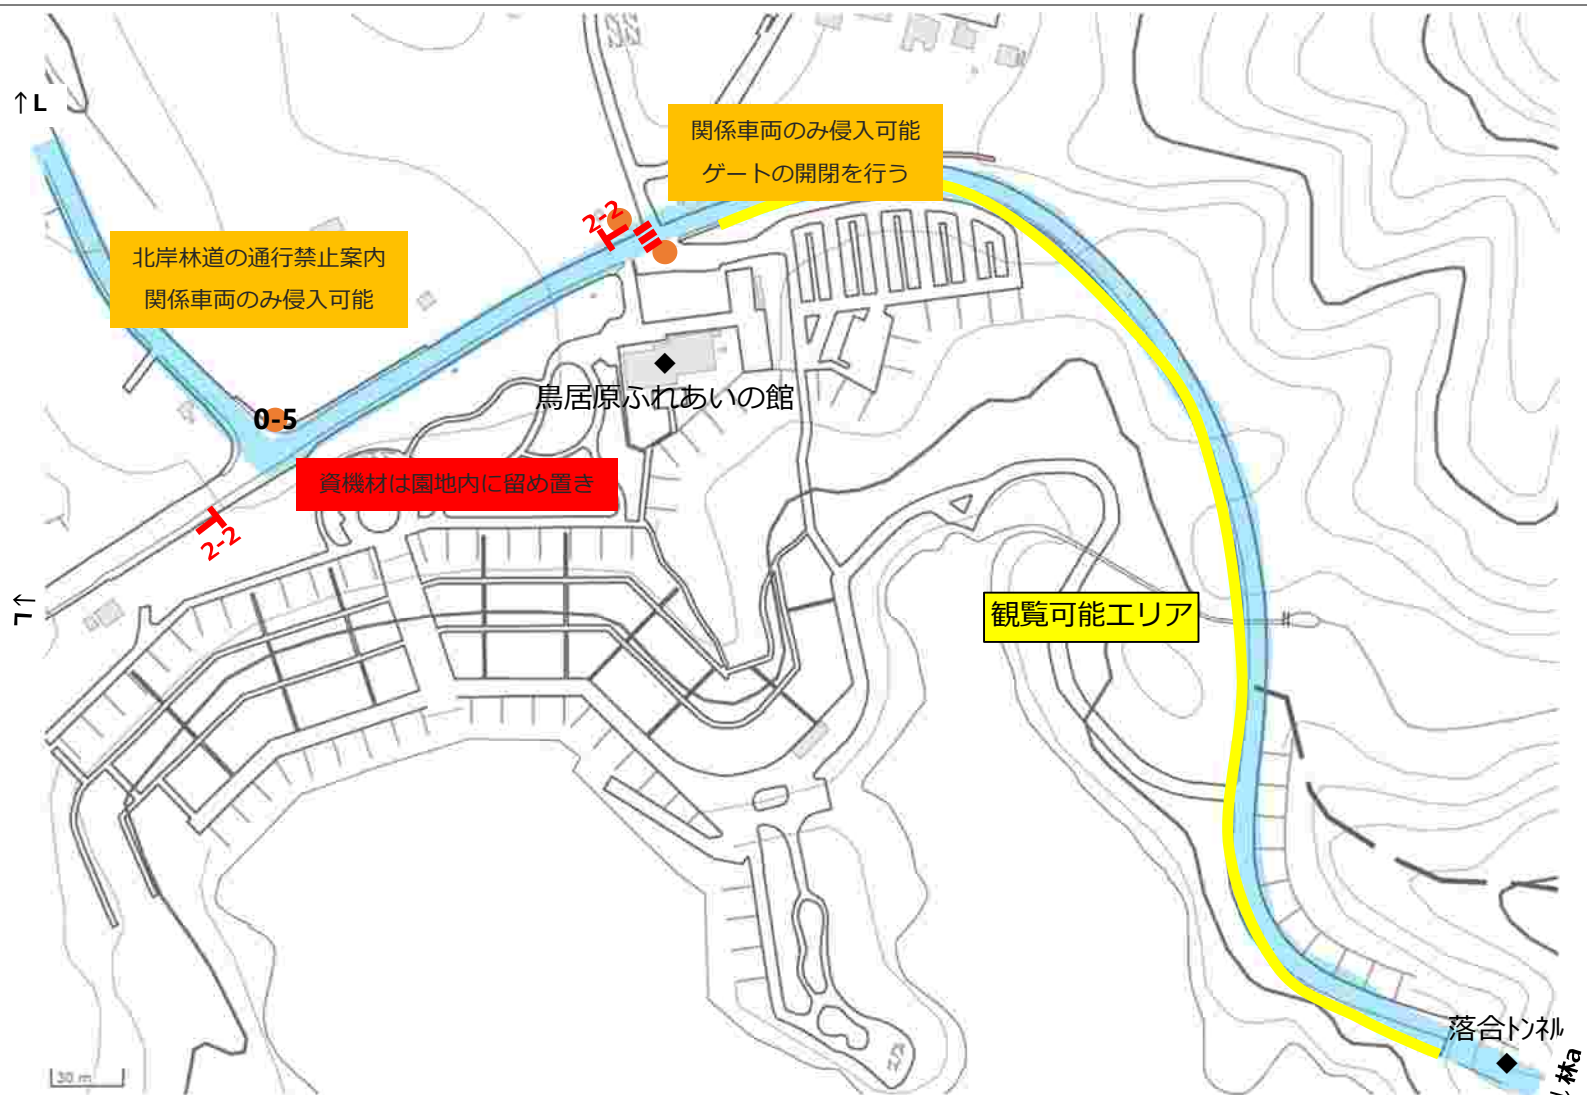 ↑L
関係車両のみ侵入可能
ゲートの開閉を行う
2-2
北岸林道の通行禁止案内
関係車両のみ侵入可能
鳥居原ふれあいの館
0-5
資機材は園地内に留め置き
2-2
↑L
観覧可能エリア
落合トンネル
林a
30 m